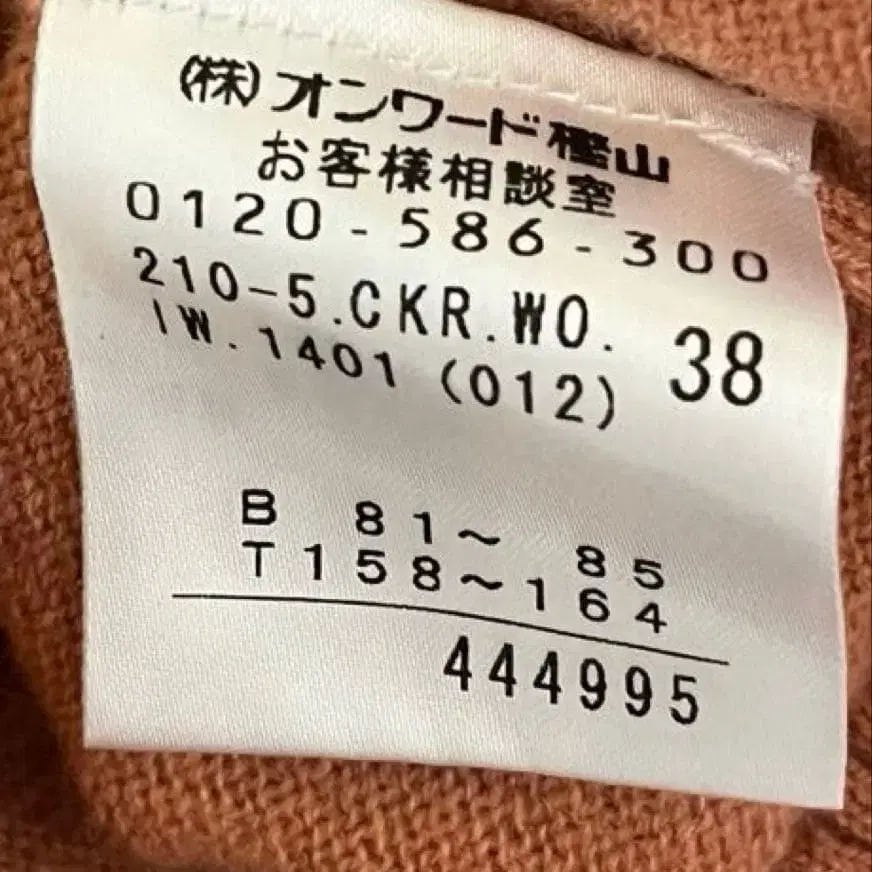 (株)オンワード樫山
お客様相談室
0120-586-300
210-5.CKR.WO. 38
IW.1401 (012)
B 81～ 85
T158～164
444995